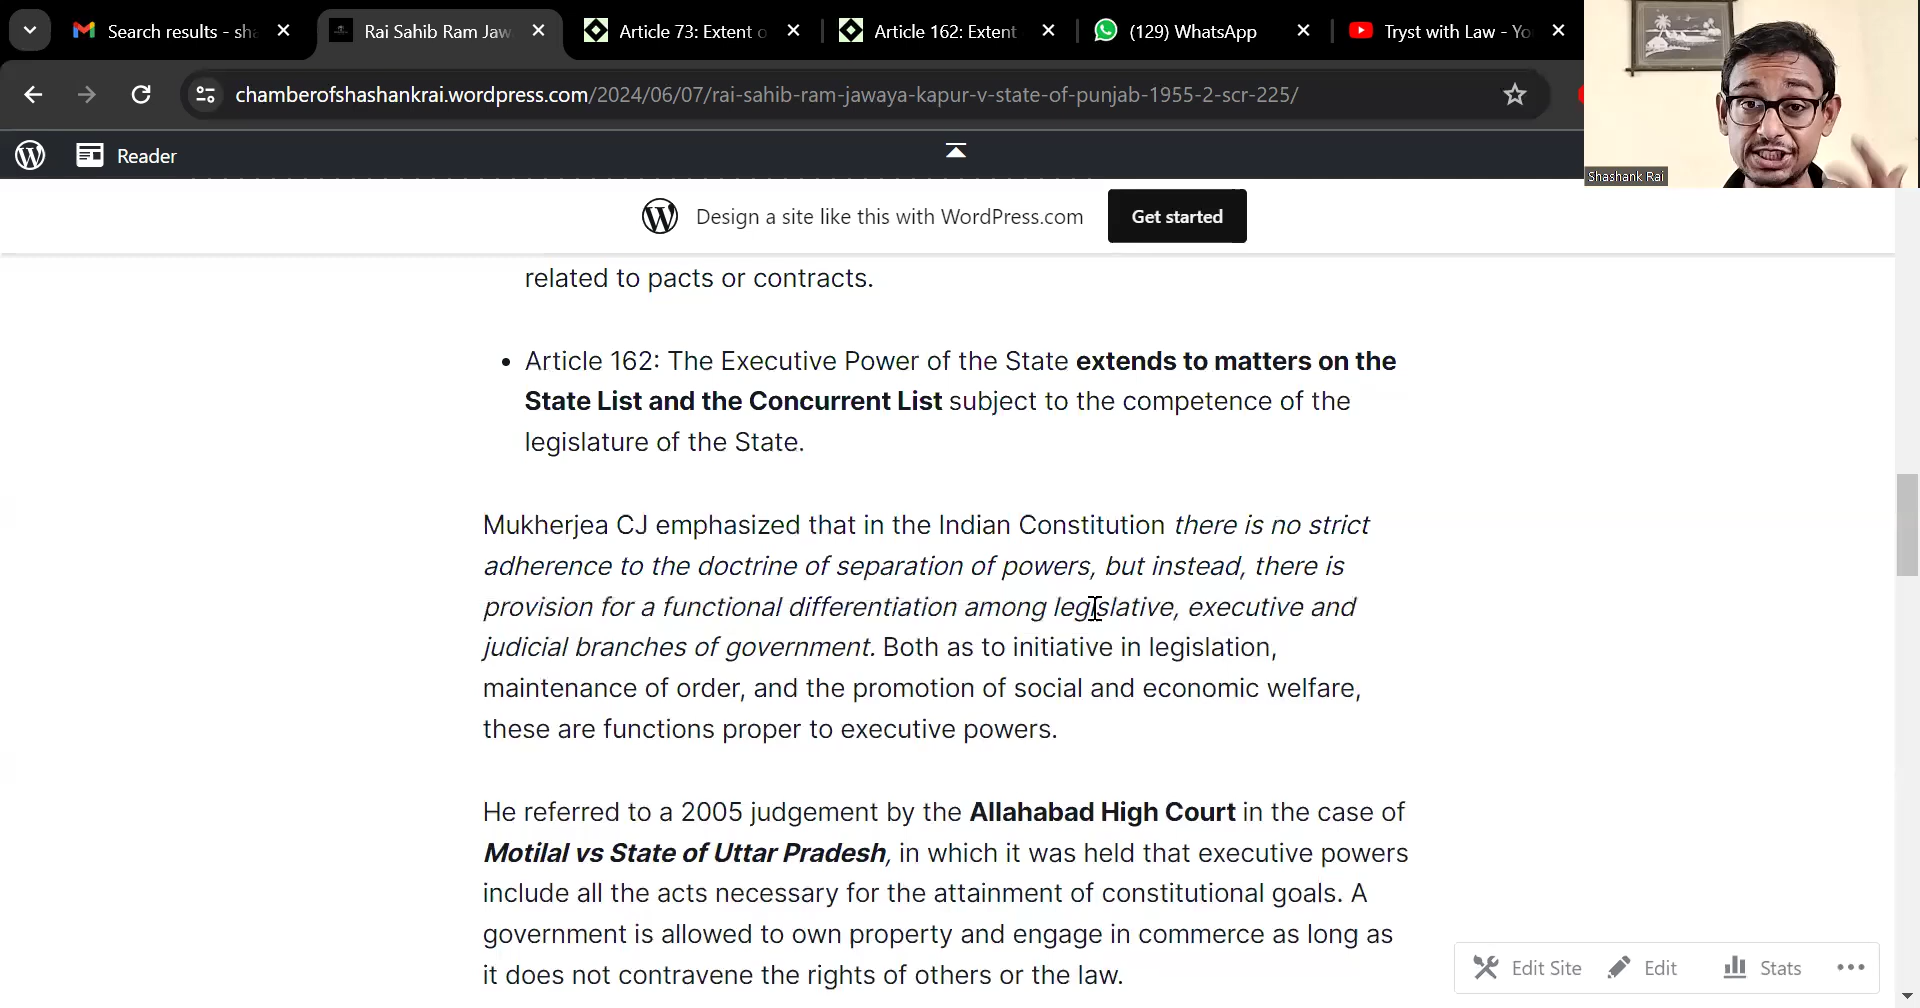 Search results - sha
Rai Sahib Ram Jaw
Article 73: Extent o
Article 162: Extent
(129) WhatsApp
Tryst with Law - Yo
chamberofshashankrai.wordpress.com/2024/06/07/rai-sahib-ram-jawaya-kapur-v-state-of-punjab-1955-2-scr-225/
Shashank Rai
Reader
Design a site like this with WordPress.com
Get started
related to pacts or contracts.
• Article 162: The Executive Power of the State extends to matters on the
State List and the Concurrent List subject to the competence of the
legislature of the State.
Mukherjea CJ emphasized that in the Indian Constitution there is no strict
adherence to the doctrine of separation of powers, but instead, there is
provision for a functional differentiation among legislative, executive and
judicial branches of government. Both as to initiative in legislation,
maintenance of order, and the promotion of social and economic welfare,
these are functions proper to executive powers.
He referred to a 2005 judgement by the Allahabad High Court in the case of
Motilal vs State of Uttar Pradesh, in which it was held that executive powers
include all the acts necessary for the attainment of constitutional goals. A
government is allowed to own property and engage in commerce as long as
it does not contravene the rights of others or the law.
Edit Site
Edit
Stats